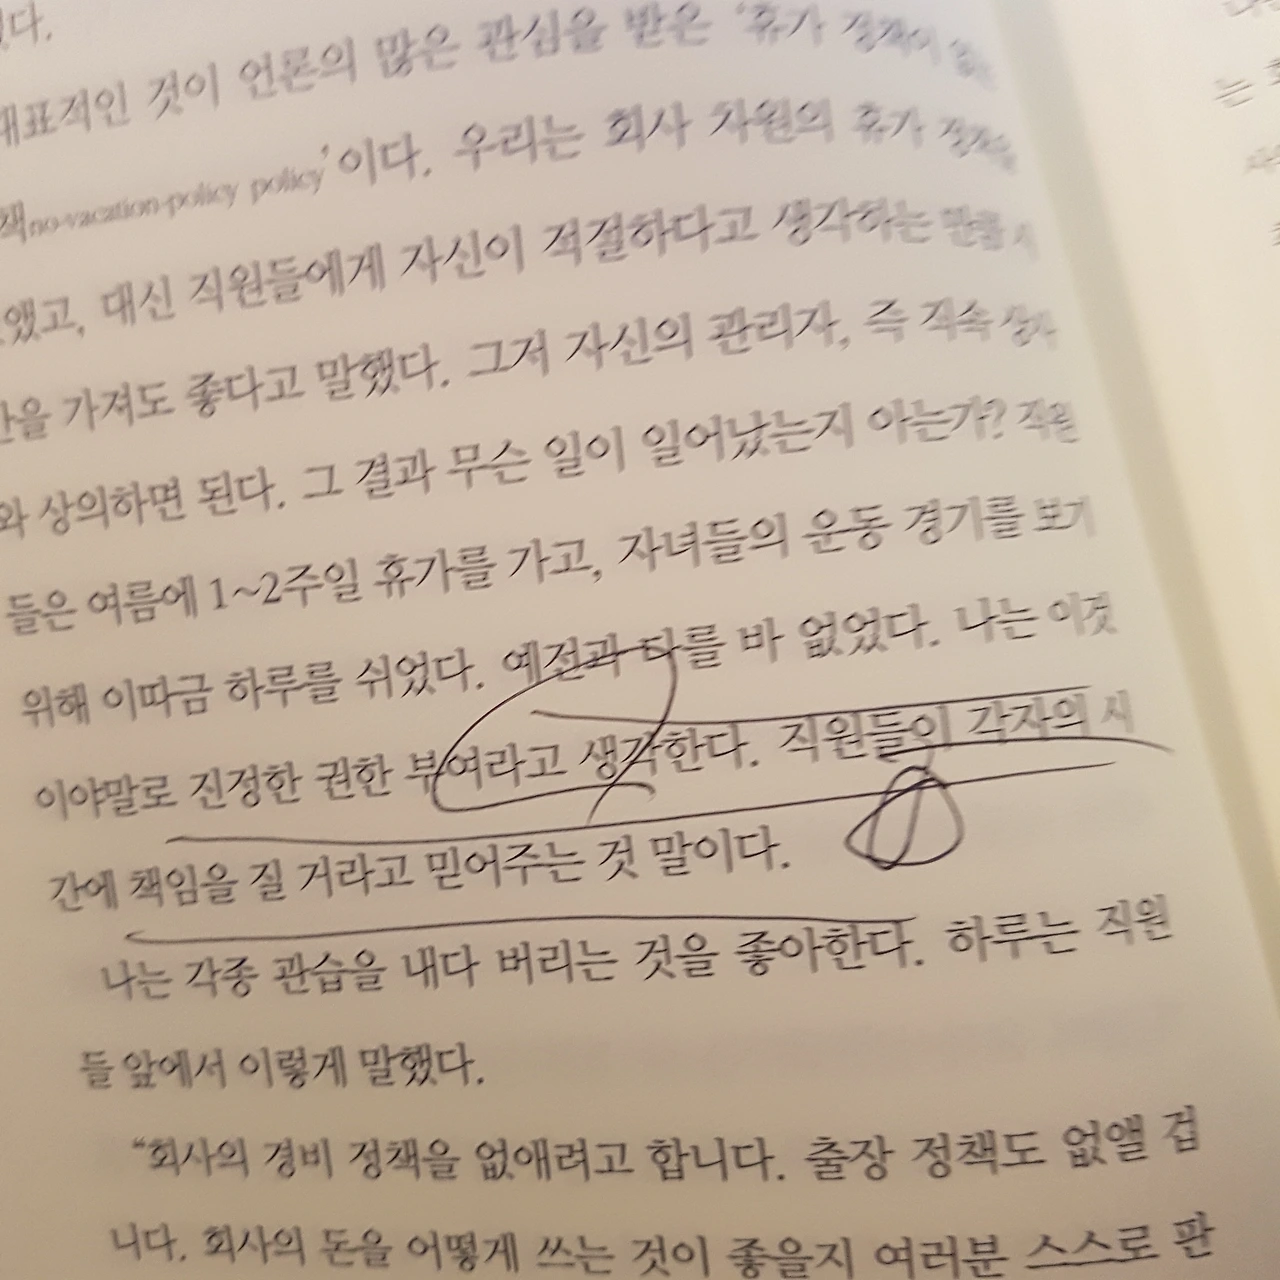 다.
대표적인 것이 언론의 많은 관심을 받은 '휴가 정책이
책no-vacation-policy policy'이다. 우리는 회사 차원의 휴가 정책을
앴고, 대신 직원들에게 자신이 적절하다고 생각하는 만큼
을 가져도 좋다고 말했다. 그저 자신의 관리자, 즉 직속 상사
와 상의하면 된다. 그 결과 무슨 일이 일어났는지 아는가? 직원
들은 여름에 1~2주일 휴가를 가고, 자녀들의 운동 경기를 보기
위해 이따금 하루를 쉬었다. 예전과 다를 바 없었다. 나는 이것
이야말로 진정한 권한 부여라고 생각한다. 직원들이 각자의 시
간에 책임을 질 거라고 믿어주는 것 말이다.
나는 각종 관습을 내다 버리는 것을 좋아한다. 하루는 직원
들 앞에서 이렇게 말했다.
“회사의 경비 정책을 없애려고 합니다. 출장 정책도 없앨 겁
니다. 회사의 돈을 어떻게 쓰는 것이 좋을지 여러분 스스로 판
는